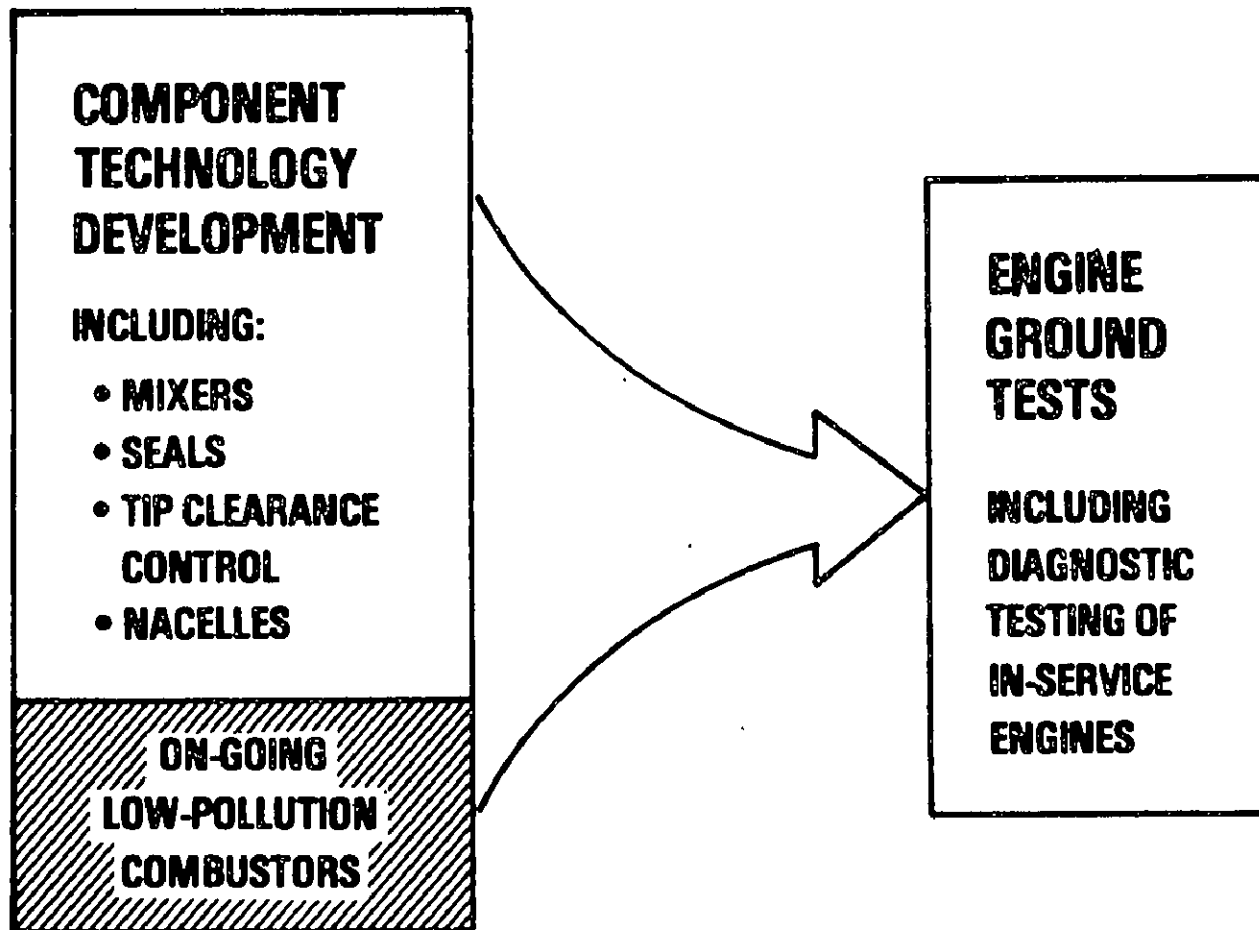 COMPONENT
TECHNOLOGY
DEVELOPMENT
INCLUDING:
• MIXERS
• SEALS
• TIP CLEARANCE
CONTROL
• NACELLES
ON-GOING
LOW-POLLUTION
COMBUSTORS
ENGINE
GROUND
TESTS
INCLUDING
DIAGNOSTIC
TESTING OF
IN-SERVICE
ENGINES